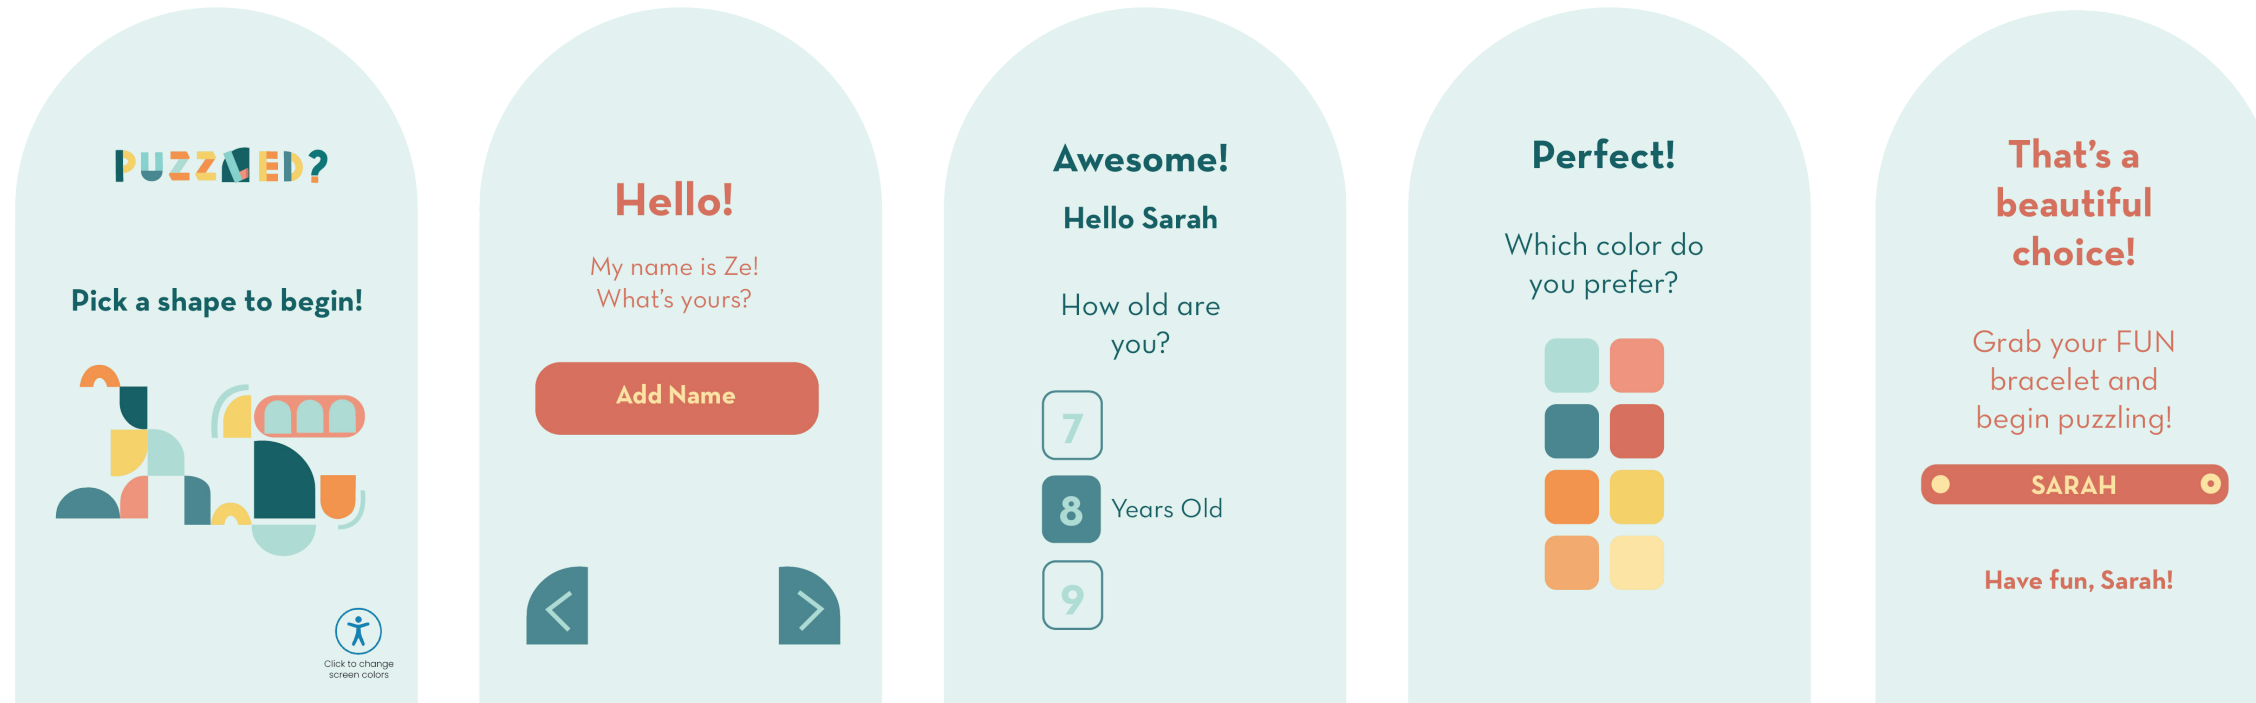 PUZZLED?
Pick a shape to begin!
Click to change
screen colors
Hello!
My name is Ze!
What's yours?
Add Name
<
>
Awesome!
Hello Sarah
How old are
you?
7
8 Years Old
9
Perfect!
Which color do
you prefer?
That's a
beautiful
choice!
Grab your FUN
bracelet and
begin puzzling!
SARAH
Have fun, Sarah!